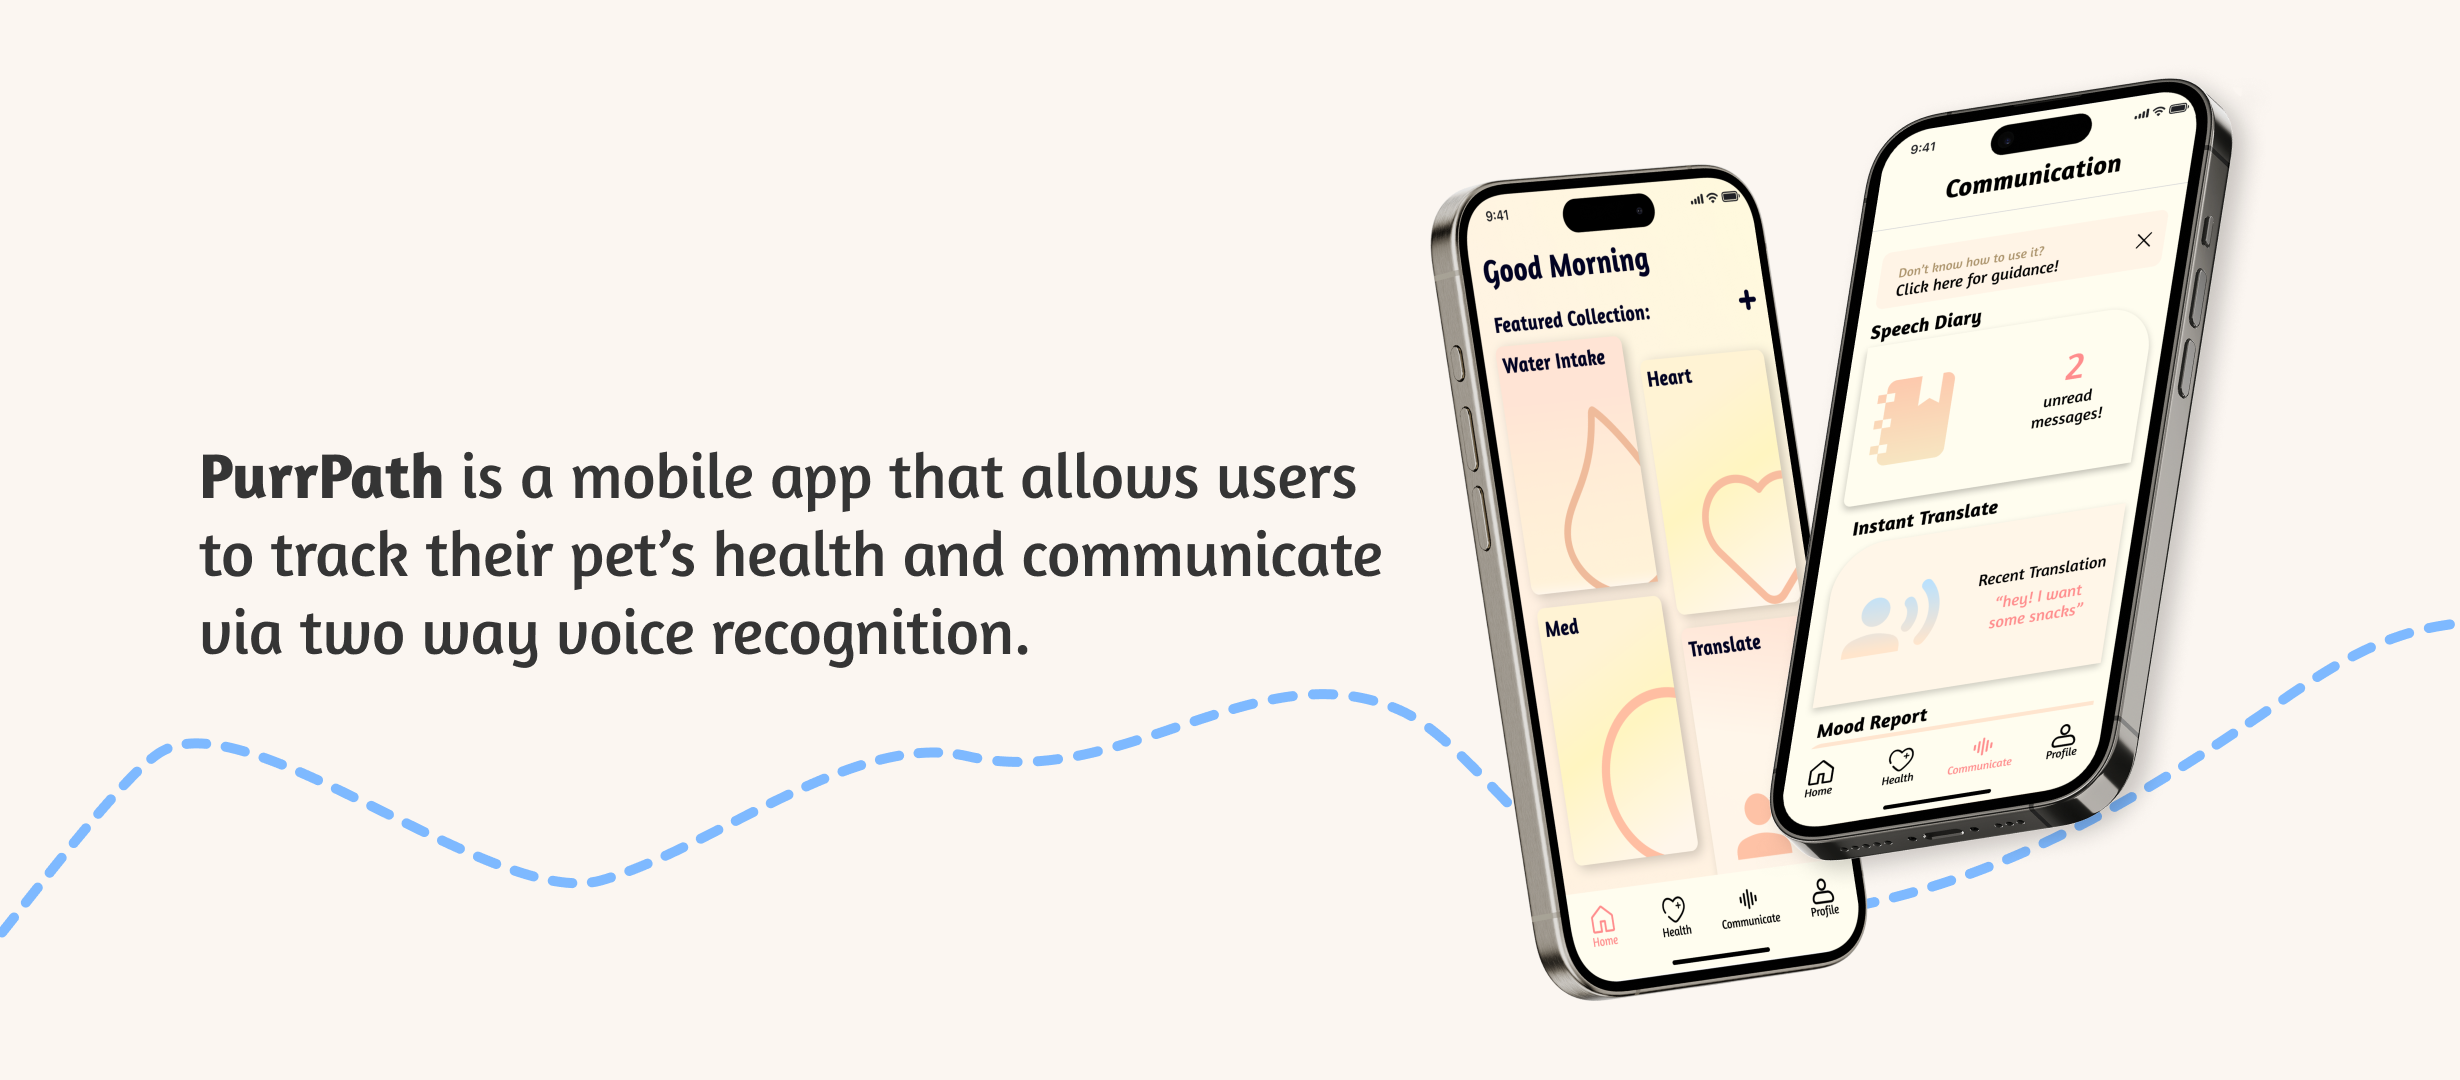 PurrPath is a mobile app that allows users
to track their pet’s health and communicate
via two way voice recognition.
9:41
Good Morning
Featured Collection:
Water Intake
Heart
Med
Translate
Home
Health
Communicate
Profile
9:41
Communication
Don’t know how to use it?
Click here for guidance!
Speech Diary
2
unread
messages!
Instant Translate
Recent Translation
“hey! I want
some snacks”
Mood Report
Home
Health
Communicate
Profile